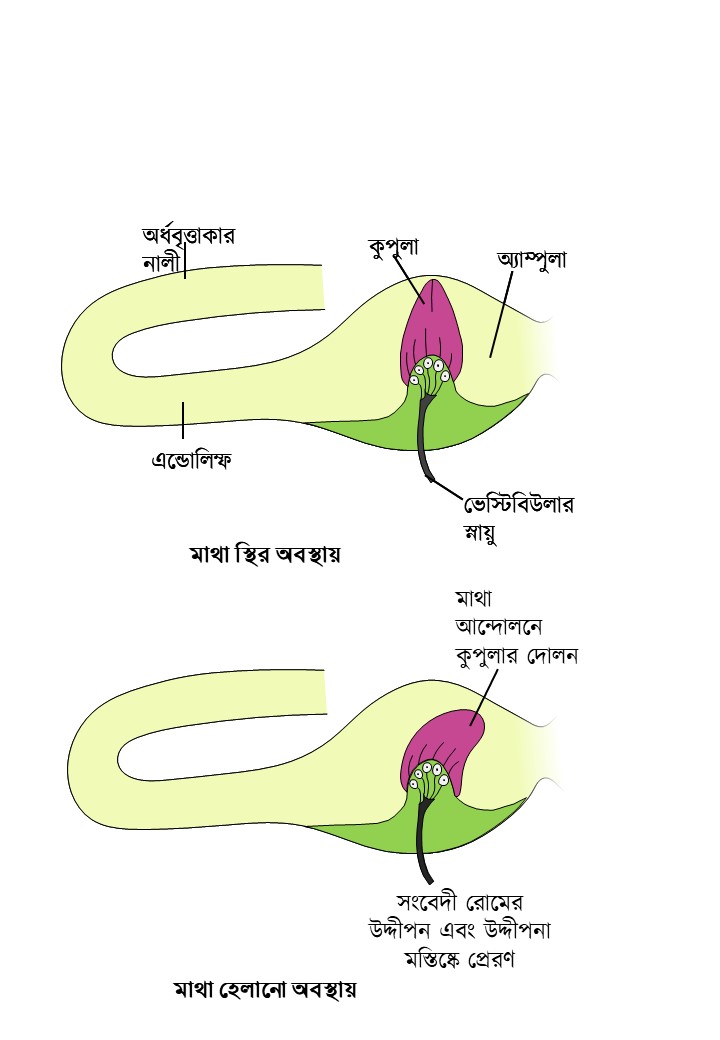 অর্ধবৃত্তাকার
নালী
কুপুলা
অ্যাম্পুলা
এন্ডোলিম্ফ
ভেস্টিবিউলার
স্নায়ু
মাথা স্থির অবস্থায়
মাথা
আন্দোলনে
কুপুলার দোলন
সংবেদী রোমের
উদ্দীপন এবং উদ্দীপনা
মস্তিষ্কে প্রেরণ
মাথা হেলানো অবস্থায়